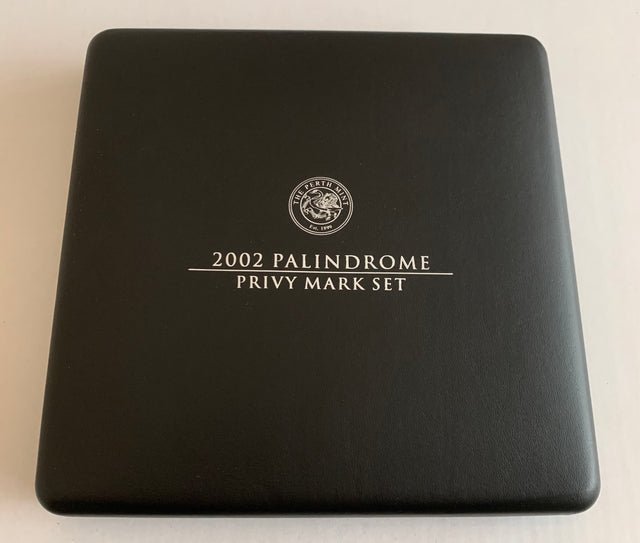 THE PERTH MINT
Est. 1899
2002 PALINDROME
PRIVY MARK SET